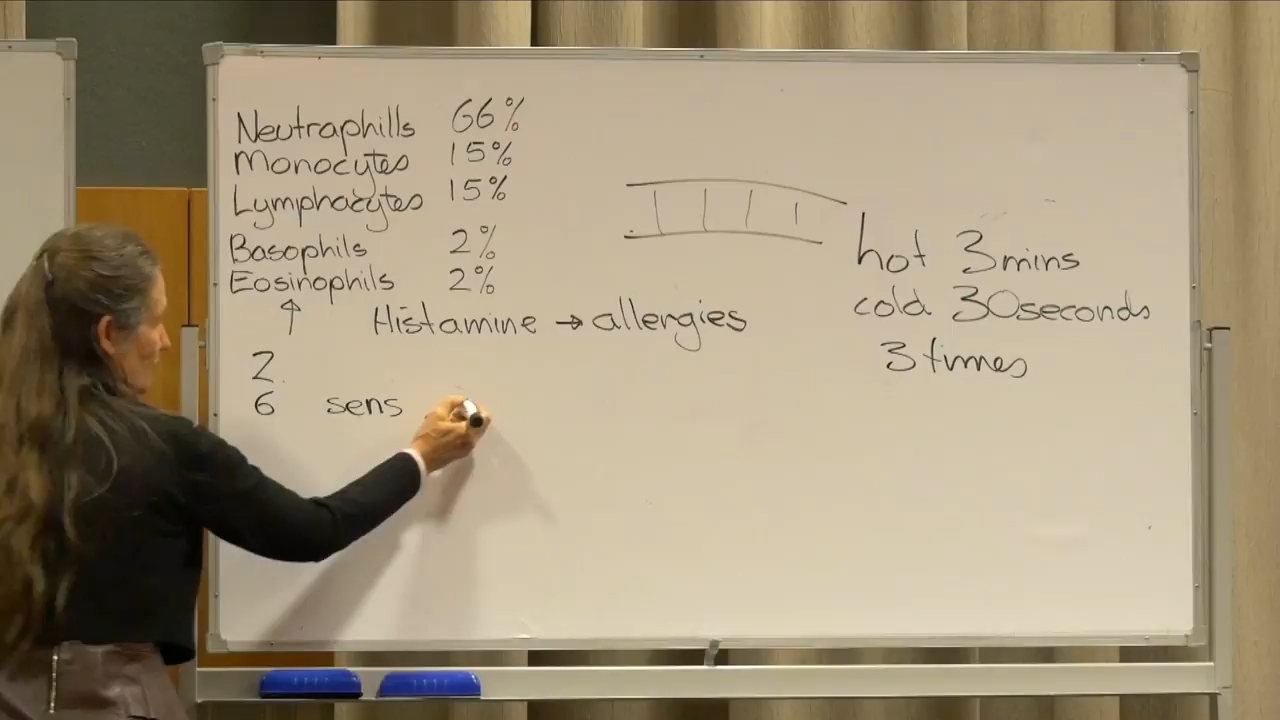 Neutraphills 66%
Monocytes 15%
Lymphacytes 15%
Basophils 2%
Eosinophils 2%
↑ Histamine → allergies
2
6 sens
hot 3mins
cold 30seconds
3 times